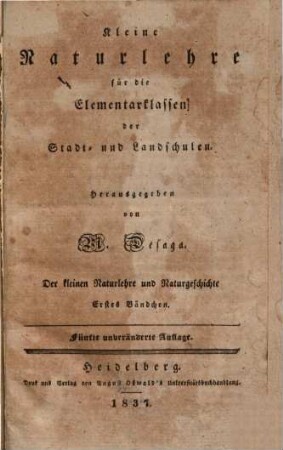 Kleine
Naturlehre
für die
Elementarklassen
der
Stadt- und Landschulen.
Herausgegeben
von
M. Desaga.
Der kleinen Naturlehre und Naturgeschichte
Erstes Bändchen.
Fünfte unveränderte Auflage.
Heidelberg.
Druck und Verlag von August Oswald's Universitätsbuchhandlung.
1837.